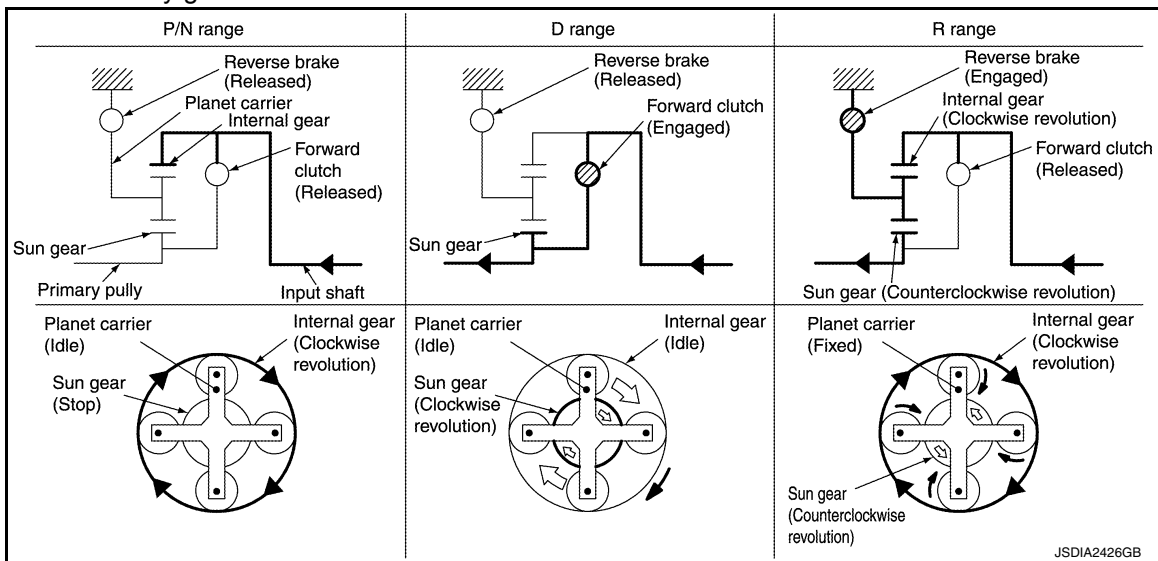 P/N range
D range
R range
Reverse brake
(Released)
Planet carrier
Internal gear
Forward
clutch
(Released)
Sun gear
Primary pully
Input shaft
Reverse brake
(Released)
Forward clutch
(Engaged)
Sun gear
Reverse brake
(Engaged)
Internal gear
(Clockwise revolution)
Forward clutch
(Released)
Sun gear (Counterclockwise revolution)
Planet carrier
(Idle)
Internal gear
(Clockwise
revolution)
Sun gear
(Stop)
Planet carrier
(Idle)
Internal gear
(Idle)
Sun gear
(Clockwise
revolution)
Planet carrier
(Fixed)
Internal gear
(Clockwise
revolution)
Sun gear
(Counterclockwise
revolution)
JSDIA2426GB